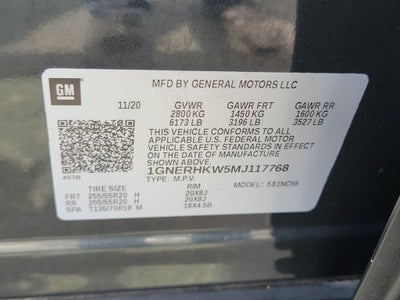 GM
MFD BY GENERAL MOTORS LLC
11/20 GVWR GAWR FRT GAWR RR
2800 KG 1450 KG 1600 KG
6173 LB 3196 LB 3527 LB
THIS VEHICLE CONFORMS TO ALL APPLICABLE
U.S. FEDERAL MOTOR
VEHICLE SAFETY STANDARDS IN EFFECT
ON THE DATE OF MANUFACTURE
SHOWN ABOVE.
1GNERHKW5MJ117768
TYPE: M.P.V. MODEL: S81NC56
TIRE SIZE RIM
FRT 255/55R20 H 20X8J
RR 255/55R20 H 20X8J
SPA T135/70R18 M 18X4.5B